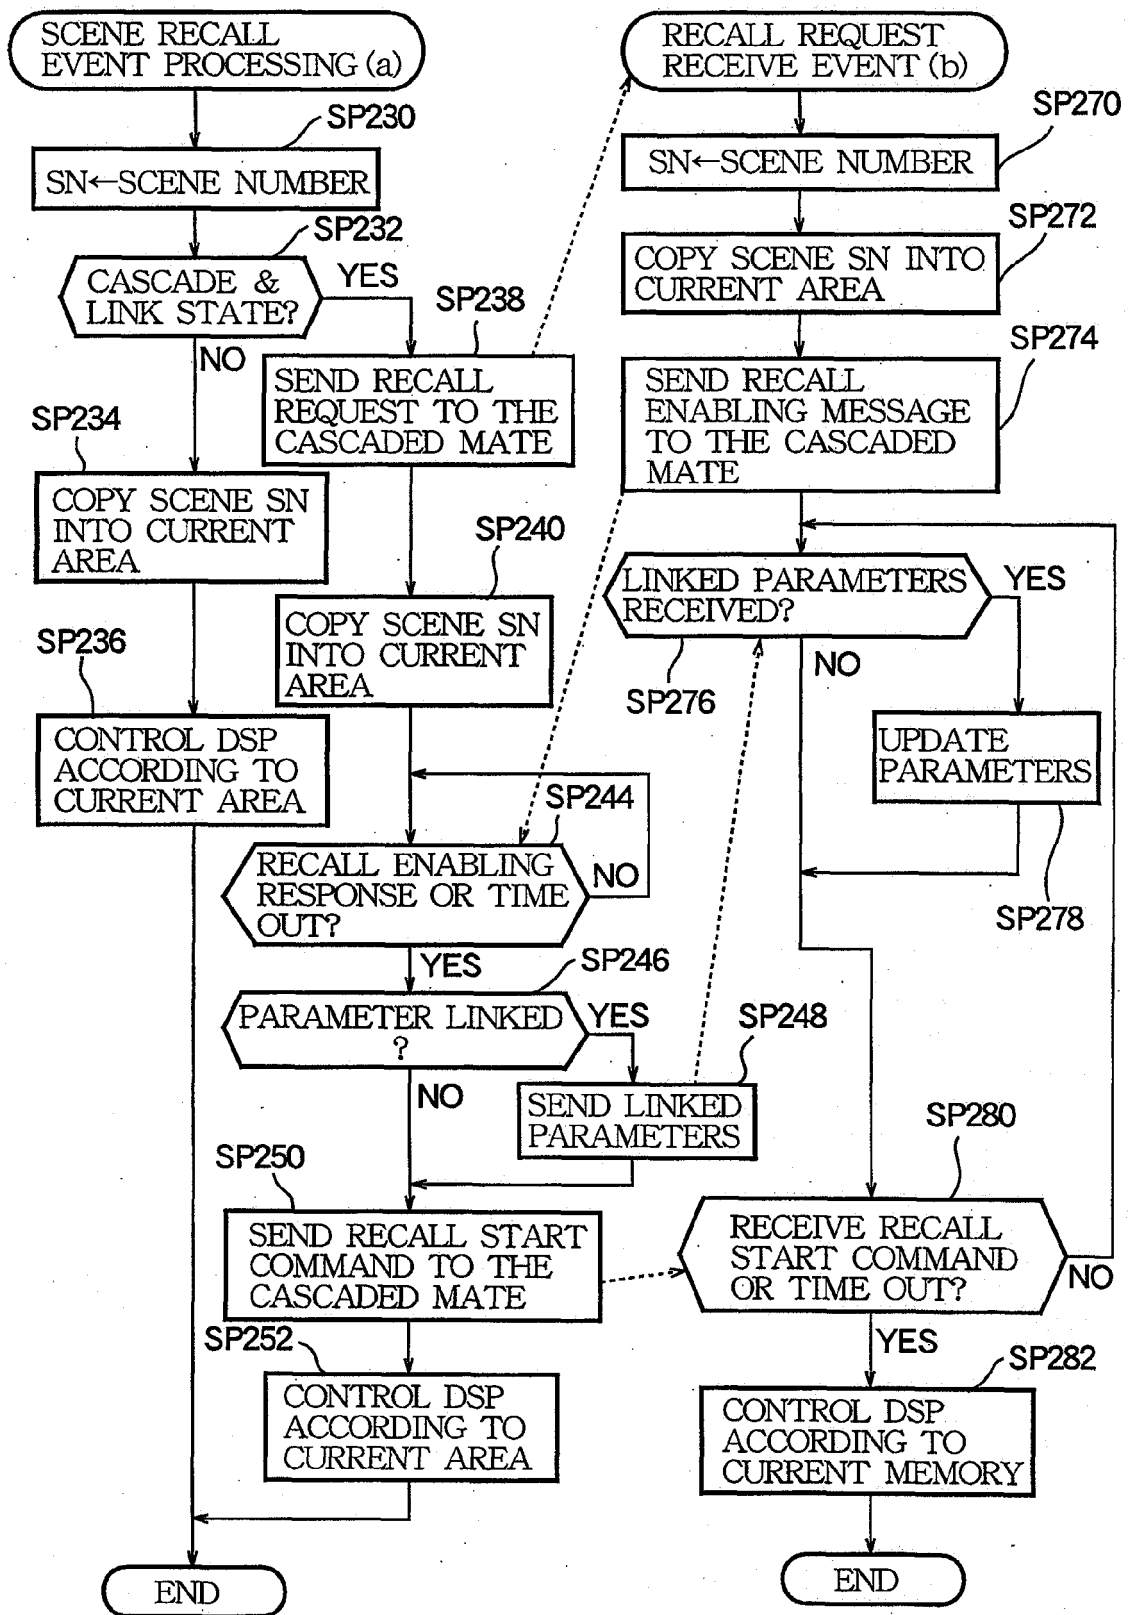 SCENE RECALL
EVENT PROCESSING (a)
SP230
SN←SCENE NUMBER
SP232
CASCADE &
LINK STATE?
YES
NO
SP238
SEND RECALL
REQUEST TO THE
CASCADED MATE
SP234
COPY SCENE SN
INTO CURRENT
AREA
SP240
COPY SCENE SN
INTO CURRENT
AREA
SP236
CONTROL DSP
ACCORDING TO
CURRENT AREA
SP244
RECALL ENABLING
RESPONSE OR TIME
OUT?
NO
YES
SP246
PARAMETER LINKED
?
YES
NO
SP248
SEND LINKED
PARAMETERS
SP250
SEND RECALL START
COMMAND TO THE
CASCADED MATE
SP252
CONTROL DSP
ACCORDING TO
CURRENT AREA
END
RECALL REQUEST
RECEIVE EVENT (b)
SP270
SN←SCENE NUMBER
SP272
COPY SCENE SN INTO
CURRENT AREA
SP274
SEND RECALL
ENABLING MESSAGE
TO THE CASCADED
MATE
LINKED PARAMETERS
RECEIVED?
YES
NO
SP276
UPDATE
PARAMETERS
SP278
SP280
RECEIVE RECALL
START COMMAND
OR TIME OUT?
NO
YES
SP282
CONTROL DSP
ACCORDING TO
CURRENT MEMORY
END